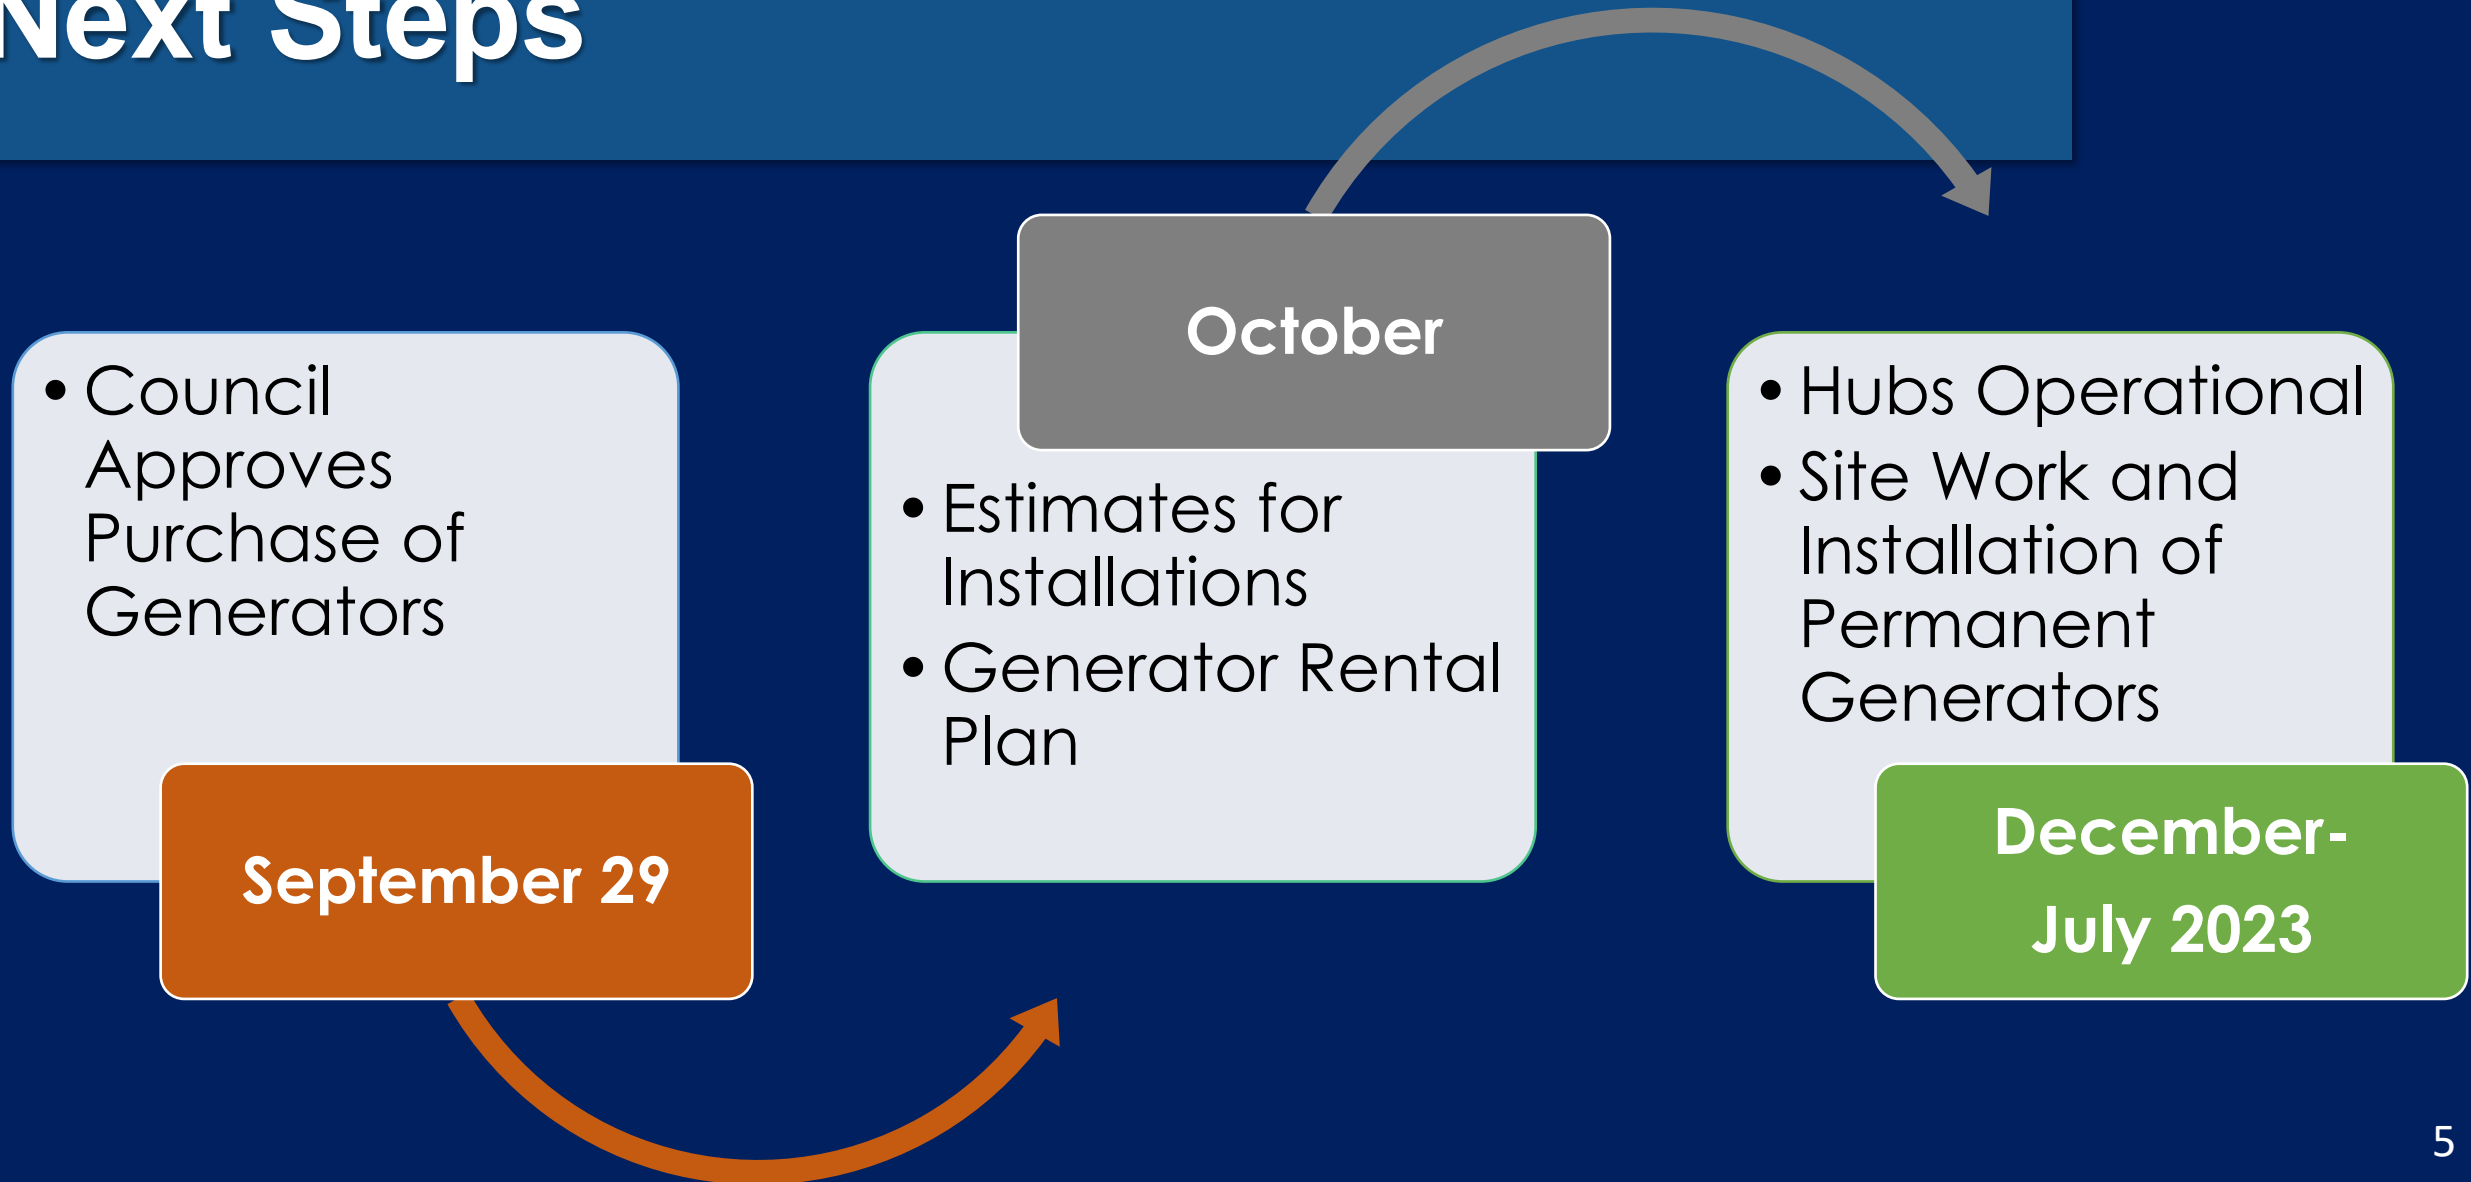 Next Steps
• Council
Approves
Purchase of
Generators
September 29
October
• Estimates for
Installations
• Generator Rental
Plan
• Hubs Operational
• Site Work and
Installation of
Permanent
Generators
December-
July 2023
5